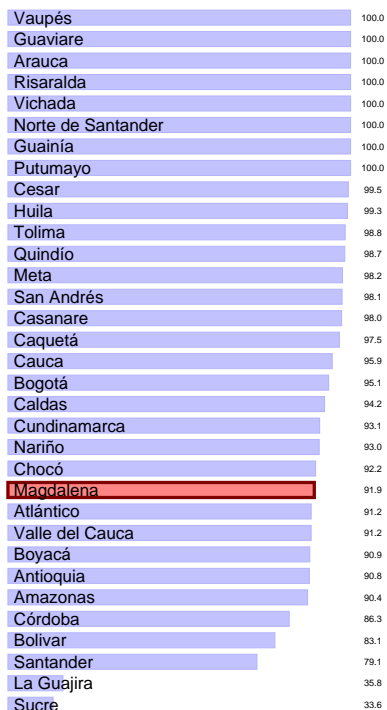 Vaupés 100.0
Guaviare 100.0
Arauca 100.0
Risaralda 100.0
Vichada 100.0
Norte de Santander 100.0
Guainía 100.0
Putumayo 100.0
Cesar 99.5
Huila 99.3
Tolima 98.8
Quindío 98.7
Meta 98.2
San Andrés 98.1
Casanare 98.0
Caquetá 97.5
Cauca 95.9
Bogotá 95.1
Caldas 94.2
Cundinamarca 93.1
Nariño 93.0
Chocó 92.2
Magdalena 91.9
Atlántico 91.2
Valle del Cauca 91.2
Boyacá 90.9
Antioquia 90.8
Amazonas 90.4
Córdoba 86.3
Bolivar 83.1
Santander 79.1
La Guajira 35.8
Sucre 33.6